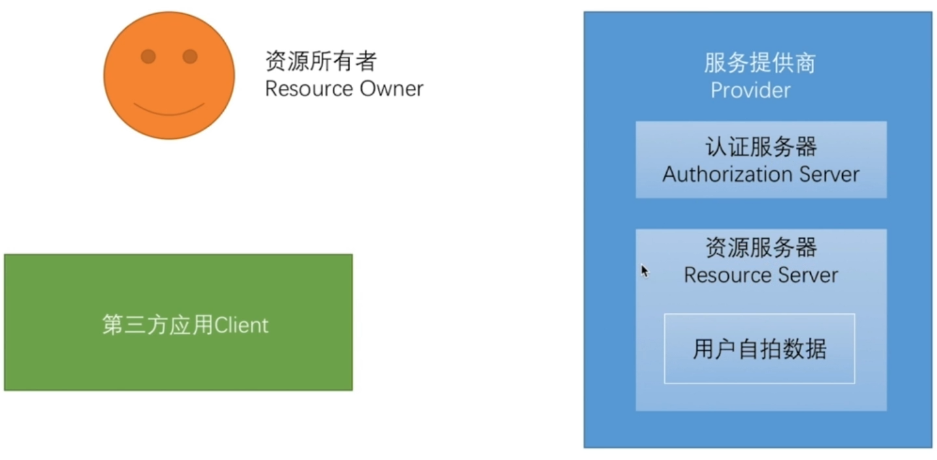 资源所有者
Resource Owner
服务提供商
Provider
认证服务器
Authorization Server
资源服务器
Resource Server
用户自拍数据
第三方应用Client